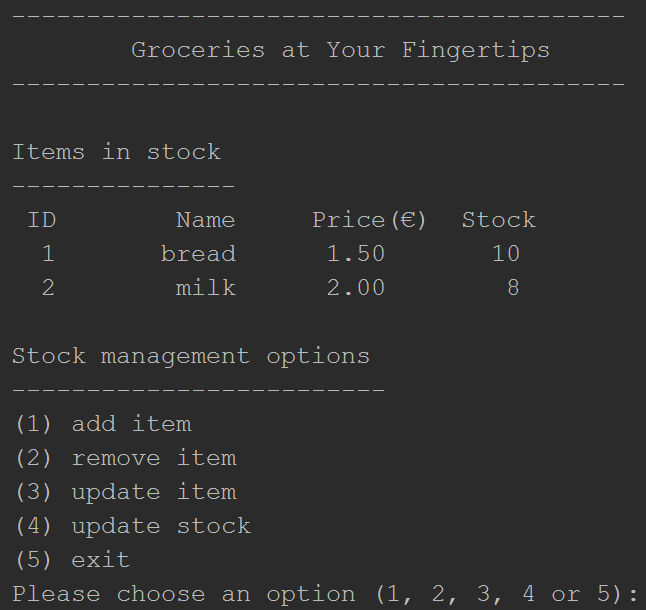 -----------------------------------------
        Groceries at Your Fingertips
-----------------------------------------
Items in stock
---------------
 ID        Name     Price(€)  Stock
  1       bread      1.50       10
  2        milk      2.00        8
Stock management options
-------------------------
(1) add item
(2) remove item
(3) update item
(4) update stock
(5) exit
Please choose an option (1, 2, 3, 4 or 5):